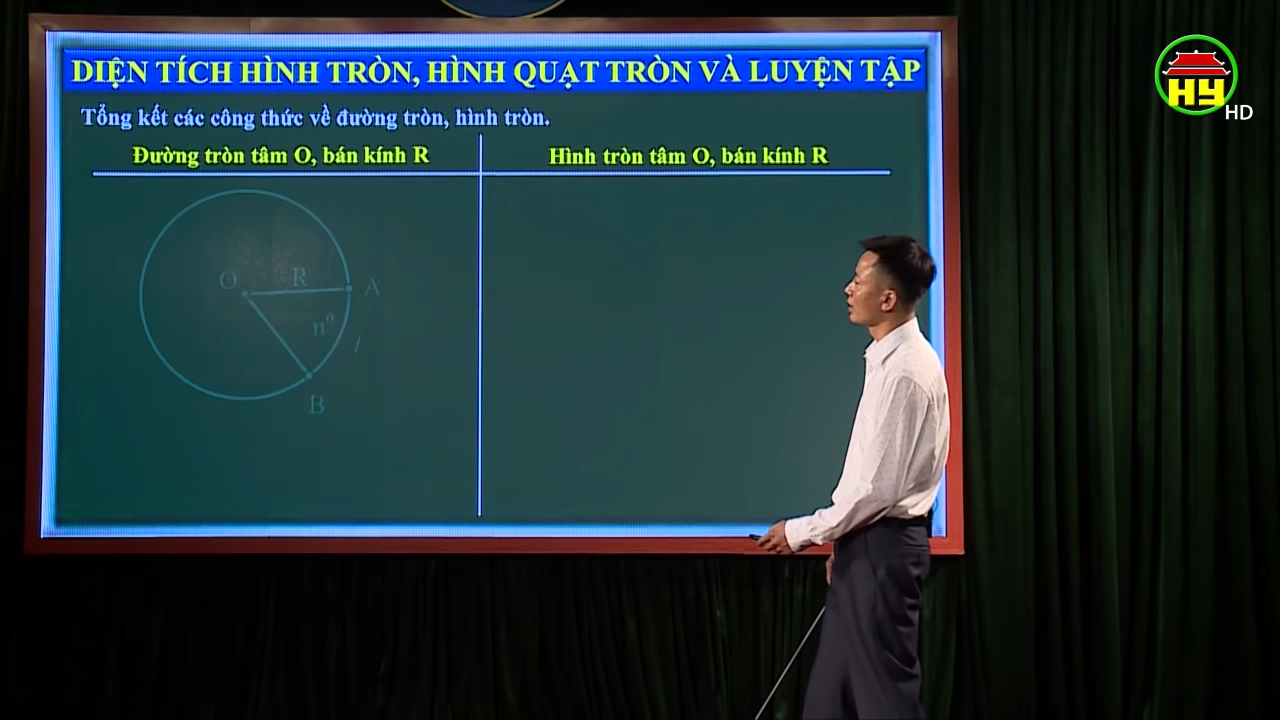 DIỆN TÍCH HÌNH TRÒN, HÌNH QUẠT TRÒN VÀ LUYỆN TẬP
HY
HD
Tổng kết các công thức về đường tròn, hình tròn.
Đường tròn tâm O, bán kính R
Hình tròn tâm O, bán kính R
O
R
A
n⁰
l
B